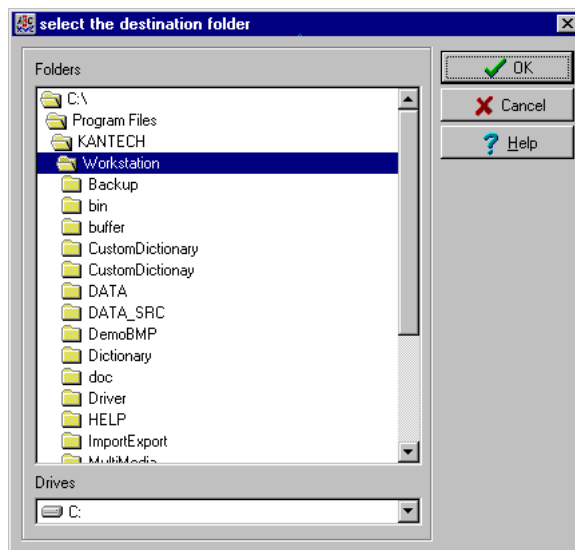 select the destination folder
Folders
C:\
Program Files
KANTECH
Workstation
Backup
bin
buffer
CustomDictionary
CustomDictionay
DATA
DATA_SRC
DemoBMP
Dictionary
doc
Driver
HELP
ImportExport
MultiMedia
Drives
C:
OK
Cancel
Help